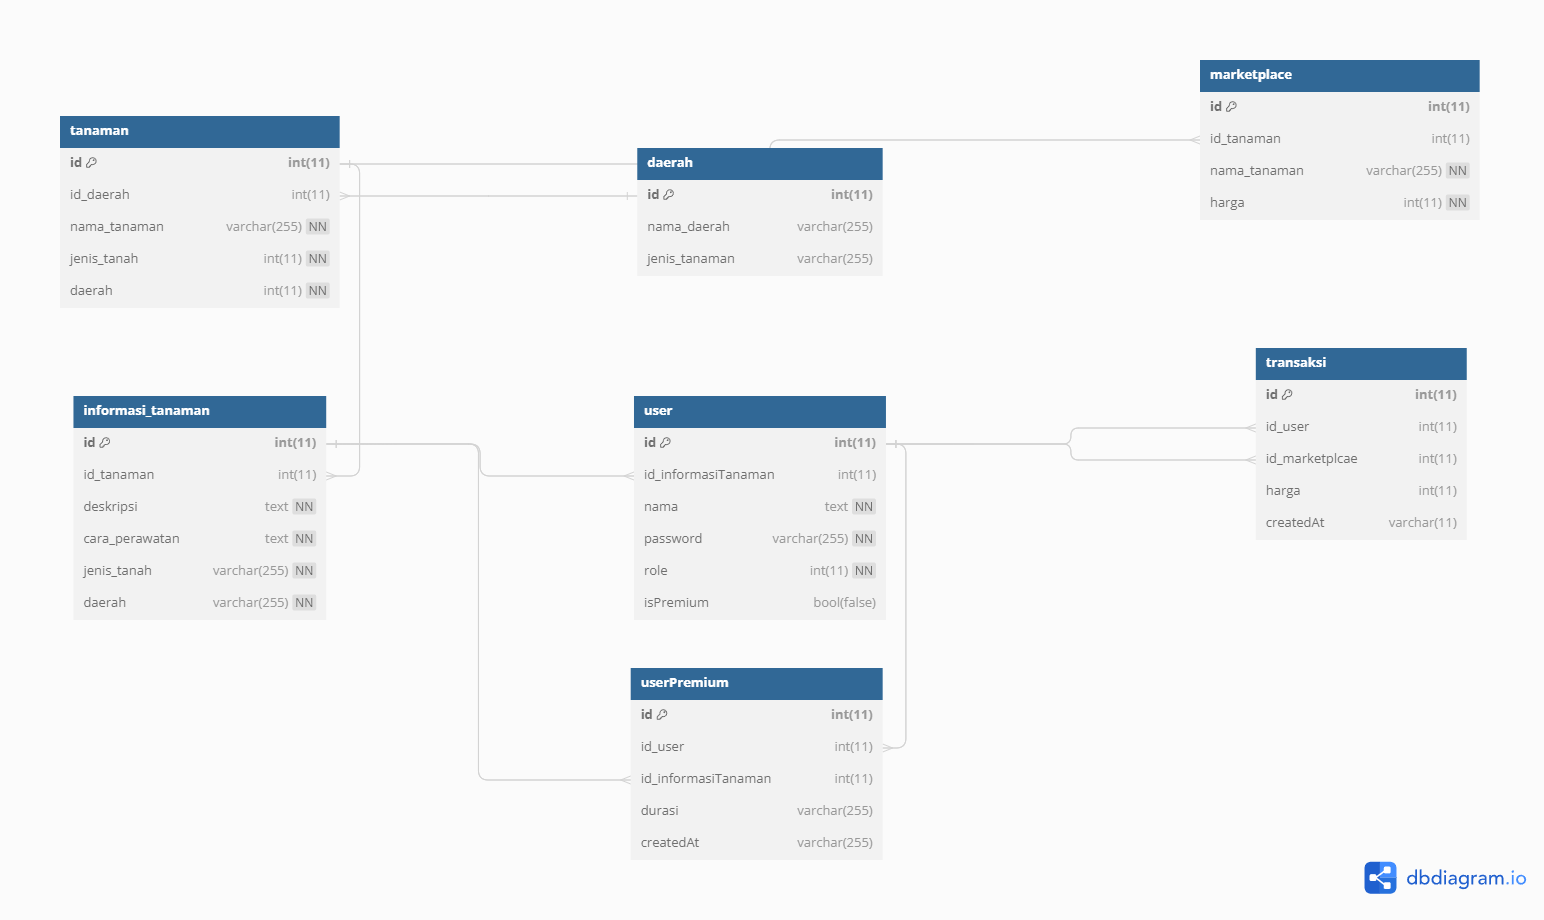 marketplace
id int(11)
id_tanaman int(11)
nama_tanaman varchar(255) NN
harga int(11) NN
tanaman
id int(11)
id_daerah int(11)
nama_tanaman varchar(255) NN
jenis_tanah int(11) NN
daerah int(11) NN
daerah
id int(11)
nama_daerah varchar(255)
jenis_tanaman varchar(255)
transaksi
id int(11)
id_user int(11)
id_marketplcae int(11)
harga int(11)
createdAt varchar(11)
informasi_tanaman
id int(11)
id_tanaman int(11)
deskripsi text NN
cara_perawatan text NN
jenis_tanah varchar(255) NN
daerah varchar(255) NN
user
id int(11)
id_informasiTanaman int(11)
nama text NN
password varchar(255) NN
role int(11) NN
isPremium bool(false)
userPremium
id int(11)
id_user int(11)
id_informasiTanaman int(11)
durasi varchar(255)
createdAt varchar(255)
dbdiagram.io